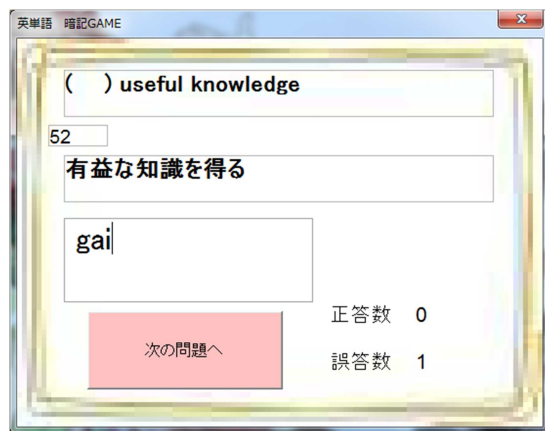 英単語 暗記GAME
( ) useful knowledge
52
有益な知識を得る
gai
正答数 0
次の問題へ
誤答数 1